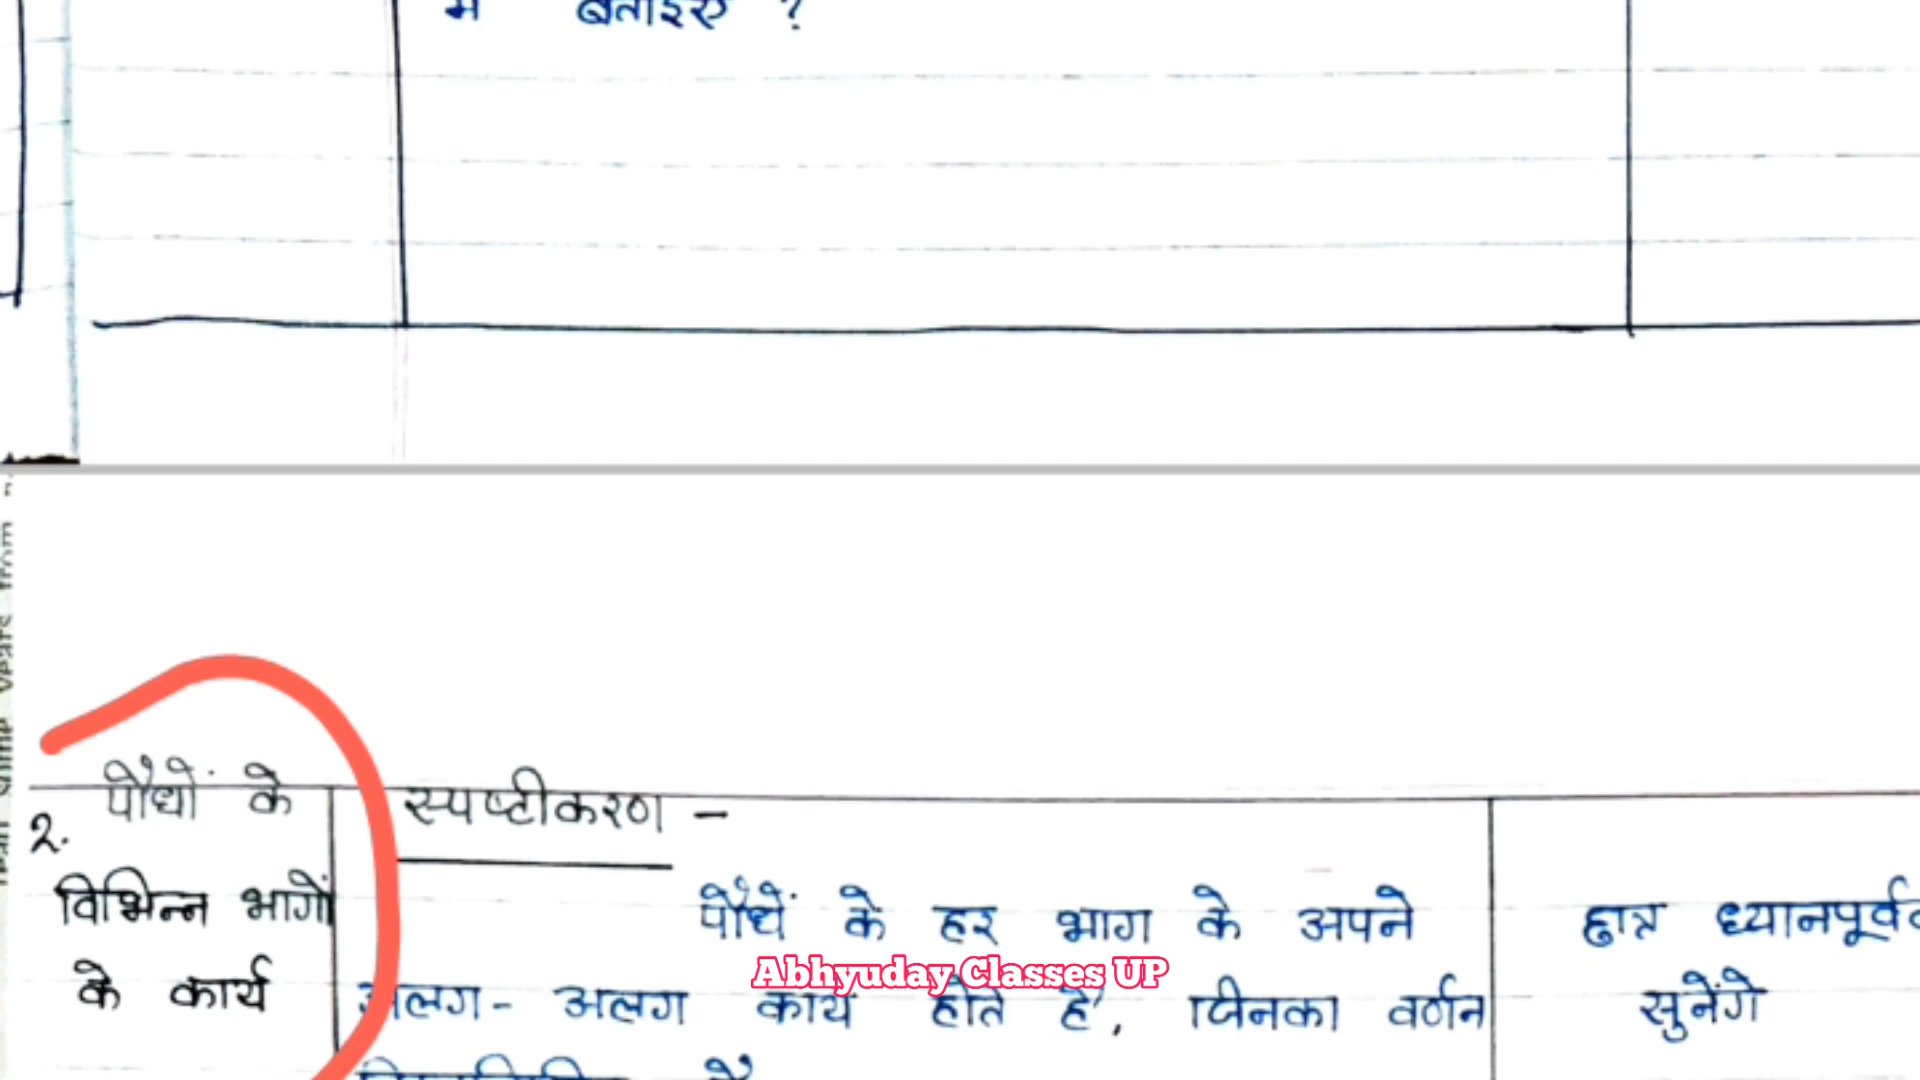 में बताइए ?
पौधों के
2.
विभिन्न भागों
के कार्य
स्पष्टीकरण -
पौधें के हर भाग के अपने
अलग- अलग कार्य होते हैं, जिनका वर्णन
छात्र ध्यानपूर्वक
सुनेंगे
Abhyuday Classes UP